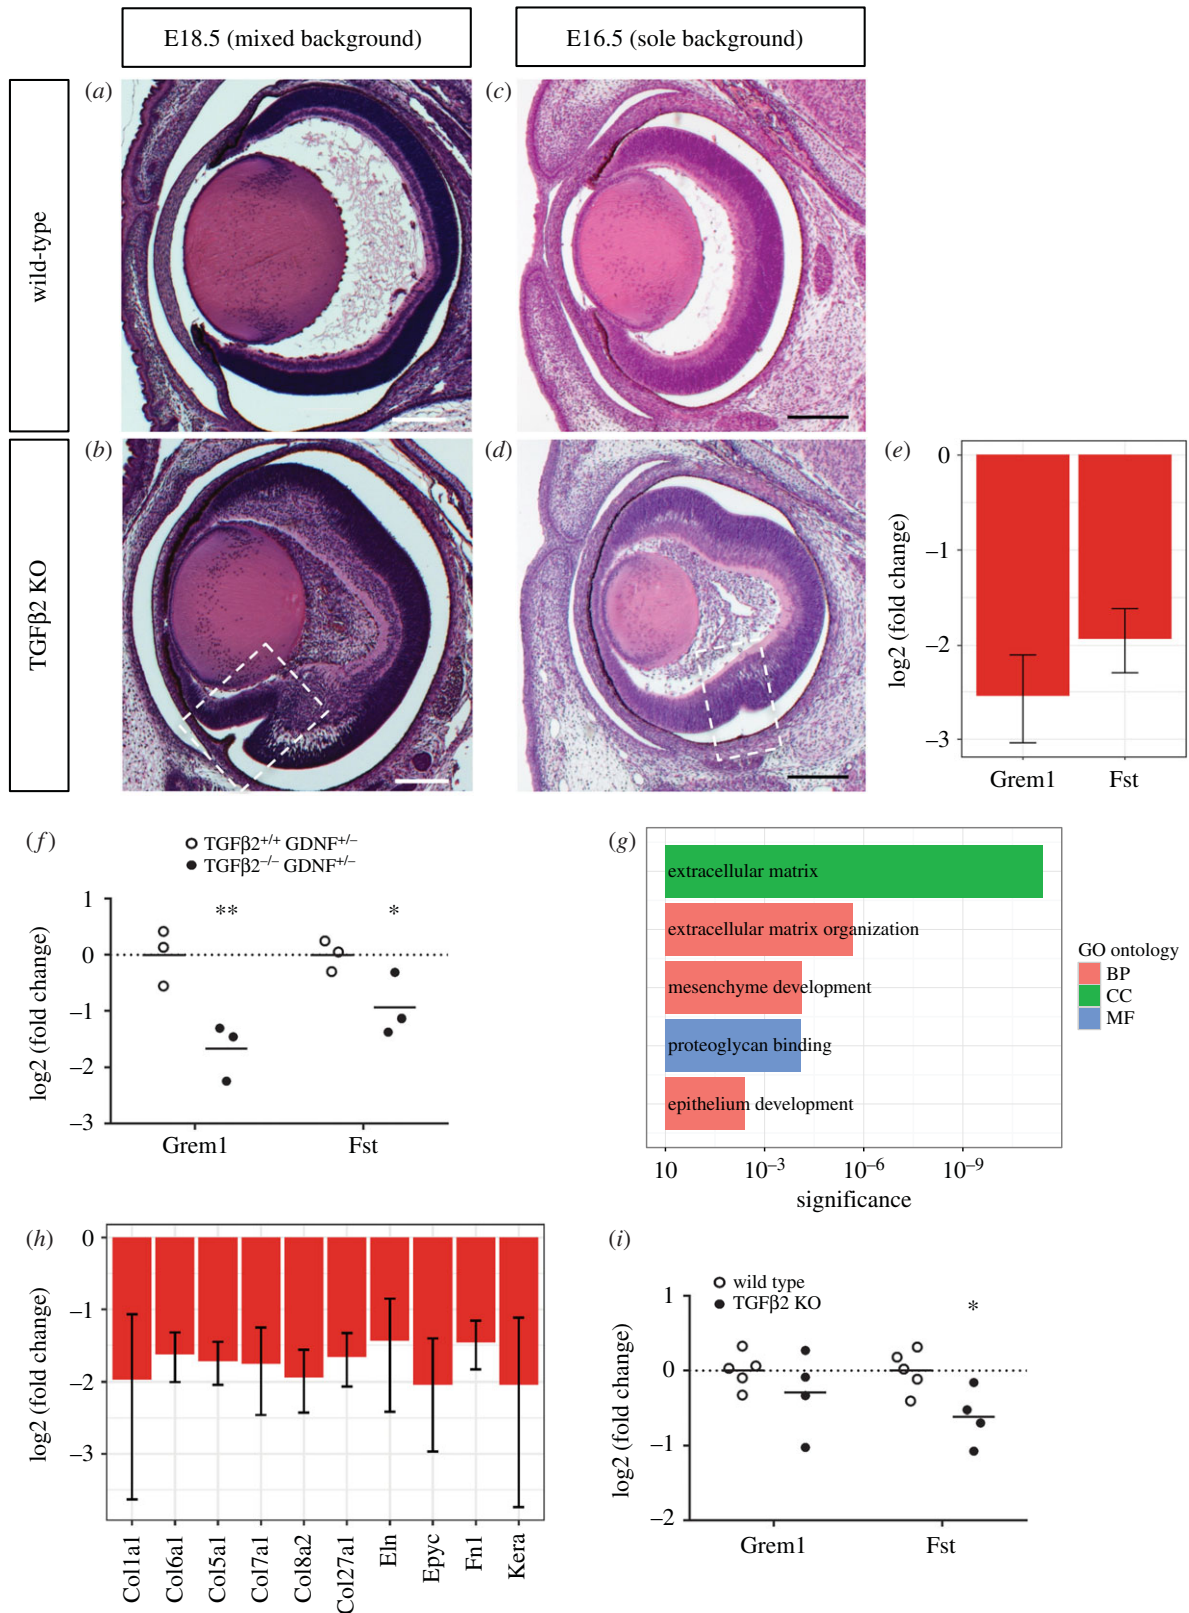 E18.5 (mixed background)
E16.5 (sole background)
wild-type
TGFβ2 KO
(a)
(c)
(b)
(d)
(e)
0
−1
−2
−3
log2 (fold change)
Grem1
Fst
(f)
TGFβ2+/+ GDNF+/−
TGFβ2−/− GDNF+/−
1
0
−1
−2
−3
log2 (fold change)
**
*
Grem1
Fst
(g)
extracellular matrix
extracellular matrix organization
mesenchyme development
proteoglycan binding
epithelium development
10
10−3
10−6
10−9
significance
GO ontology
BP
CC
MF
(h)
0
−1
−2
−3
log2 (fold change)
Col1a1
Col6a1
Col5a1
Col7a1
Col8a2
Col27a1
Eln
Epyc
Fn1
Kera
(i)
wild type
TGFβ2 KO
1
0
−1
−2
log2 (fold change)
*
Grem1
Fst